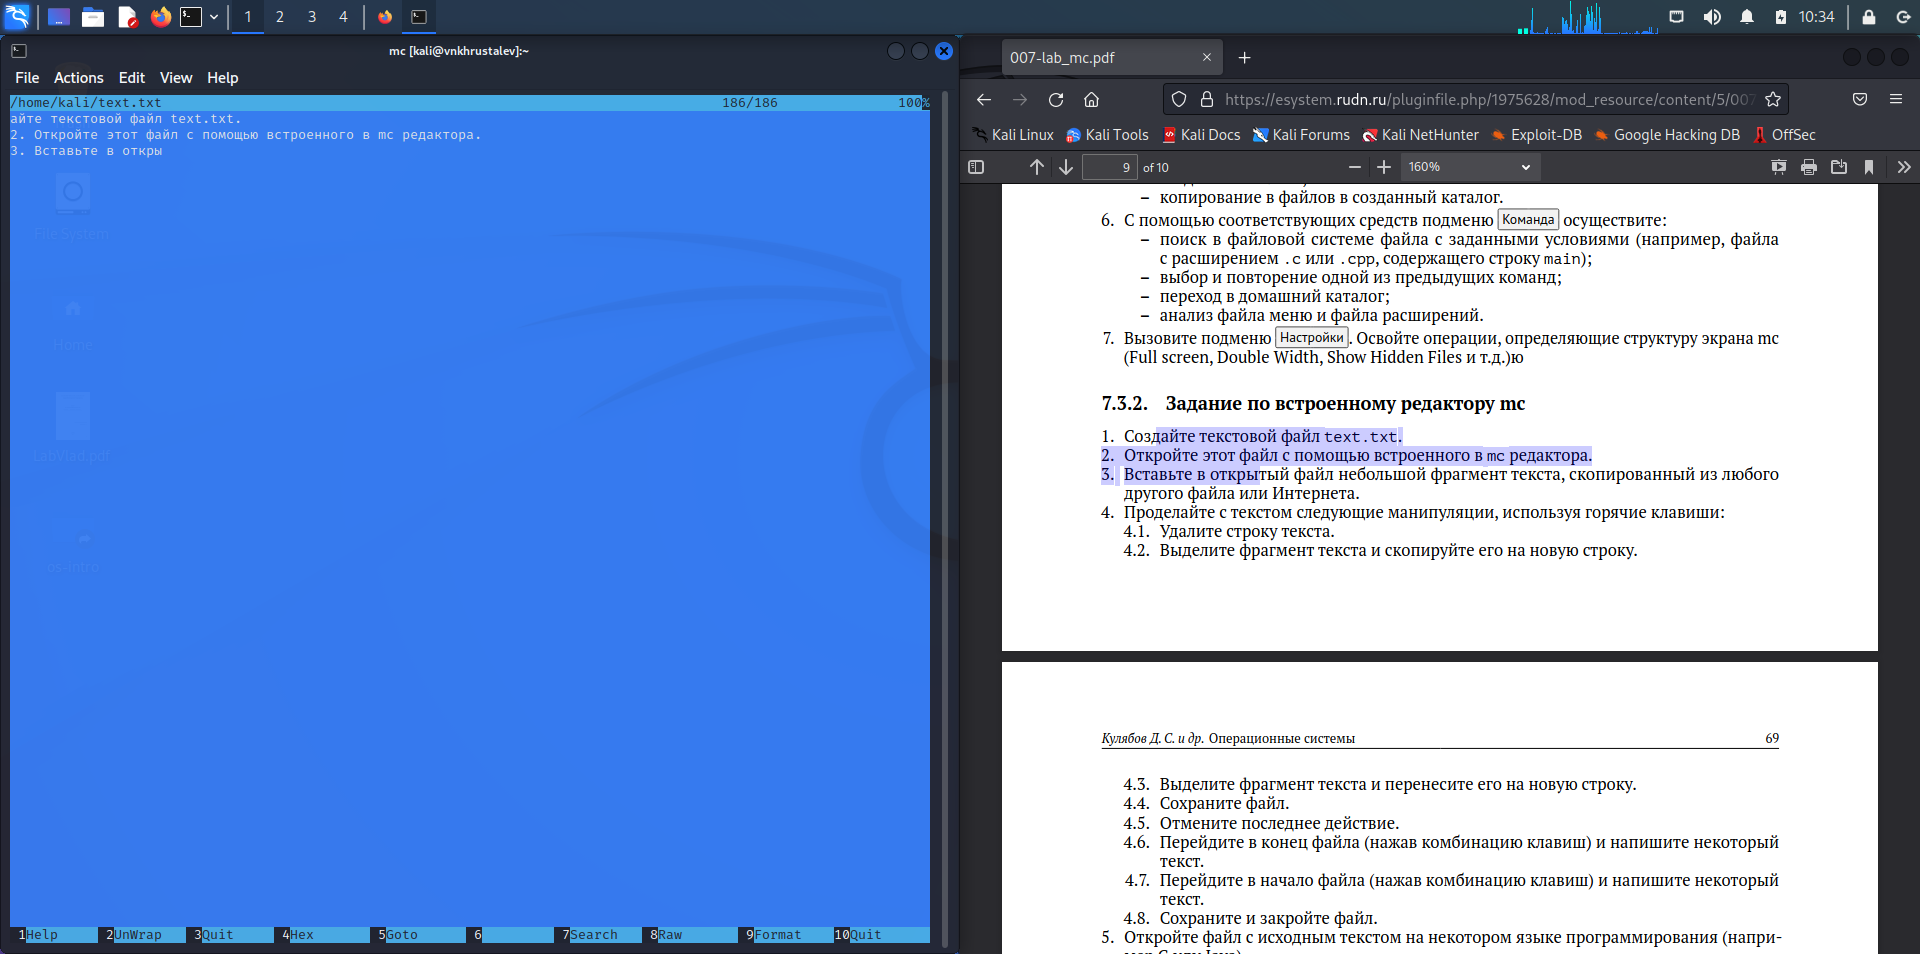 1 2 3 4
10:34
mc [kali@vnkhrustalev]:~
File Actions Edit View Help
/home/kali/text.txt 186/186 100%
айте текстовой файл text.txt.
2. Откройте этот файл с помощью встроенного в mc редактора.
3. Вставьте в откры
File System
Home
LabVlad.pdf
os-intro
1Help 2UnWrap 3Quit 4Hex 5Goto 6 7Search 8Raw 9Format 10Quit
007-lab_mc.pdf
https://esystem.rudn.ru/pluginfile.php/1975628/mod_resource/content/5/007
Kali Linux Kali Tools Kali Docs Kali Forums Kali NetHunter Exploit-DB Google Hacking DB OffSec
9 of 10 160%
– копирование в файлов в созданный каталог.
6. С помощью соответствующих средств подменю Команда осуществите:
– поиск в файловой системе файла с заданными условиями (например, файла
с расширением .c или .cpp, содержащего строку main);
– выбор и повторение одной из предыдущих команд;
– переход в домашний каталог;
– анализ файла меню и файла расширений.
7. Вызовите подменю Настройки. Освойте операции, определяющие структуру экрана mc
(Full screen, Double Width, Show Hidden Files и т.д.)ю
7.3.2. Задание по встроенному редактору mc
1. Создайте текстовой файл text.txt.
2. Откройте этот файл с помощью встроенного в mc редактора.
3. Вставьте в открытый файл небольшой фрагмент текста, скопированный из любого
другого файла или Интернета.
4. Проделайте с текстом следующие манипуляции, используя горячие клавиши:
4.1. Удалите строку текста.
4.2. Выделите фрагмент текста и скопируйте его на новую строку.
Кулябов Д. С. и др. Операционные системы 69
4.3. Выделите фрагмент текста и перенесите его на новую строку.
4.4. Сохраните файл.
4.5. Отмените последнее действие.
4.6. Перейдите в конец файла (нажав комбинацию клавиш) и напишите некоторый
текст.
4.7. Перейдите в начало файла (нажав комбинацию клавиш) и напишите некоторый
текст.
4.8. Сохраните и закройте файл.
5. Откройте файл с исходным текстом на некотором языке программирования (напри-